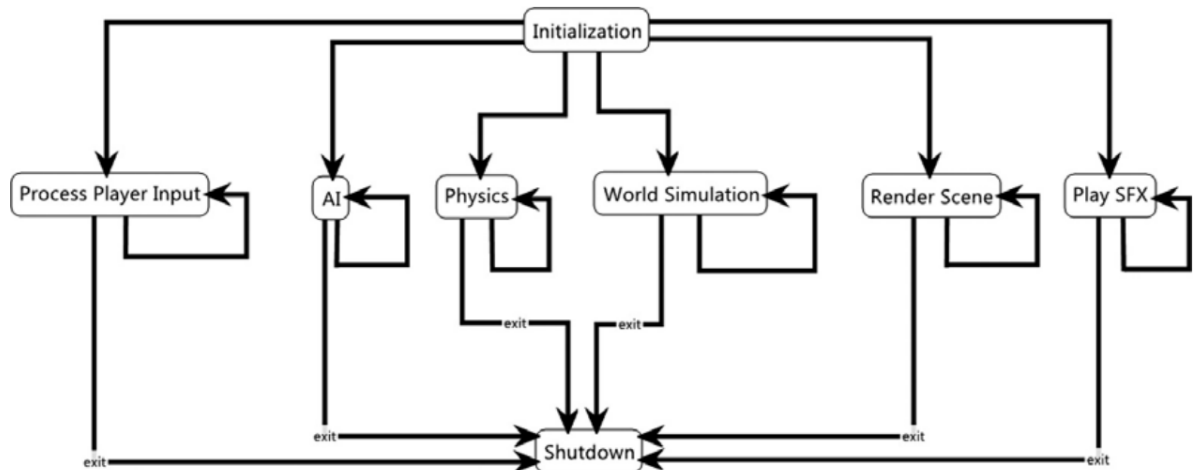 Initialization
Process Player Input
AI
Physics
World Simulation
Render Scene
Play SFX
exit
exit
exit
exit
Shutdown
exit
exit